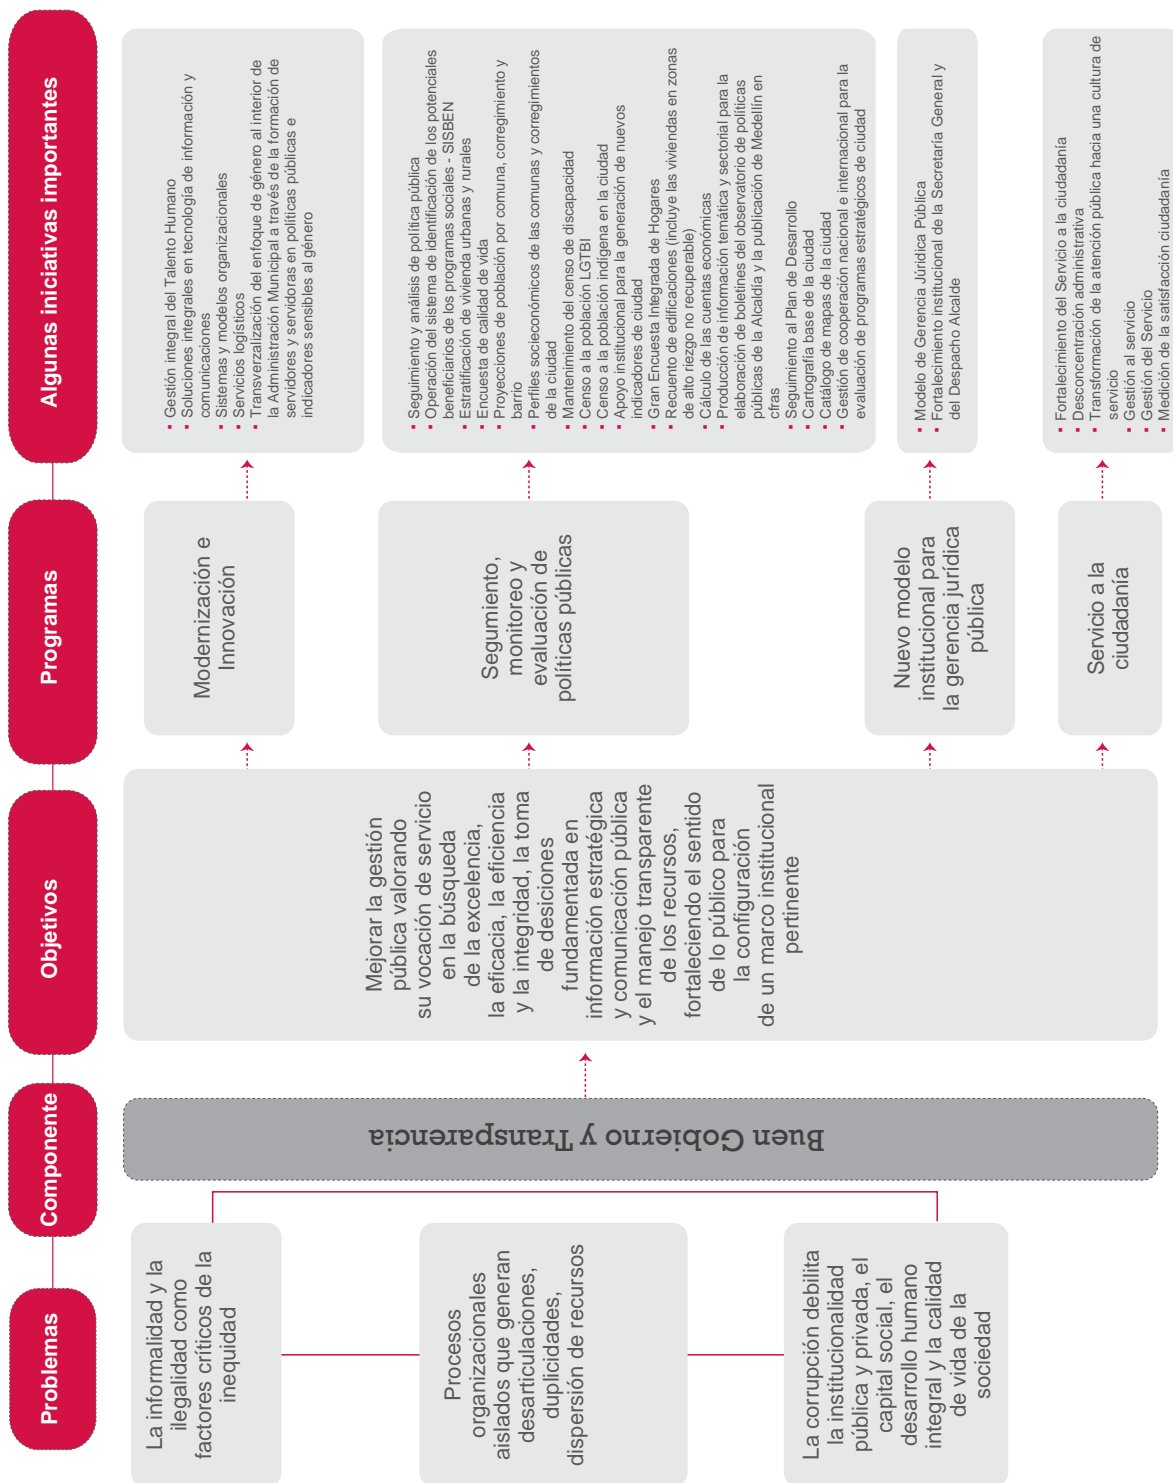 Problemas
Componente
Objetivos
Programas
Algunas iniciativas importantes
La informalidad y la
ilegalidad como
factores críticos de la
inequidad
Procesos
organizacionales
aislados que generan
desarticulaciones,
duplicidades,
dispersión de recursos
La corrupción debilita
la institucionalidad
pública y privada, el
capital social, el
desarrollo humano
integral y la calidad
de vida de la
sociedad
Buen Gobierno y Transparencia
Mejorar la gestión
pública valorando
su vocación de servicio
en la búsqueda
de la excelencia,
la eficacia, la eficiencia
y la integridad, la toma
de desiciones
fundamentada en
información estratégica
y comunicación pública
y el manejo transparente
de los recursos,
fortaleciendo el sentido
de lo público para
la configuración
de un marco institucional
pertinente
Modernización e
Innovación
Segumiento,
monitoreo y
evaluación de
políticas públicas
Nuevo modelo
institucional para
la gerencia jurídica
pública
Servicio a la
ciudadanía
▪ Gestión integral del Talento Humano
▪ Soluciones integrales en tecnología de información y
comunicaciones
▪ Sistemas y modelos organizacionales
▪ Servicios logísticos
▪ Transverzalización del enfoque de género al interior de
la Administración Municipal a través de la formación de
servidores y servidoras en políticas públicas e
indicadores sensibles al género
▪ Seguimiento y análisis de política pública
▪ Operación del sistema de identificación de los potenciales
beneficiarios de los programas sociales - SISBEN
▪ Estratificación de vivienda urbanas y rurales
▪ Encuesta de calidad de vida
▪ Proyecciones de población por comuna, corregimiento y
barrio
▪ Perfiles socieconómicos de las comunas y corregimientos
de la ciudad
▪ Mantenimiento del censo de discapacidad
▪ Censo a la población LGTBI
▪ Censo a la población indígena en la ciudad
▪ Apoyo institucional para la generación de nuevos
indicadores de ciudad
▪ Gran Encuesta Integrada de Hogares
▪ Recuento de edificaciones (incluye las viviendas en zonas
de alto riezgo no recuperable)
▪ Cálculo de las cuentas económicas
▪ Producción de información temática y sectorial para la
elaboración de boletines del observatorio de políticas
públicas de la Alcaldía y la publicación de Medellín en
cfras
▪ Seguimiento al Plan de Desarrollo
▪ Cartografía base de la ciudad
▪ Catálogo de mapas de la ciudad
▪ Gestión de cooperación nacional e internacional para la
evaluación de programas estratégicos de ciudad
▪ Modelo de Gerencia Jurídica Pública
▪ Fortalecimiento institucional de la Secretaría General y
del Despacho Alcalde
▪ Fortalecimiento del Servicio a la ciudadanía
▪ Desconcentración administrativa
▪ Transformación de la atención pública hacia una cultura de
servicio
▪ Gestión al servicio
▪ Gestión del Servicio
▪ Medición de la satisfacción ciudadanía